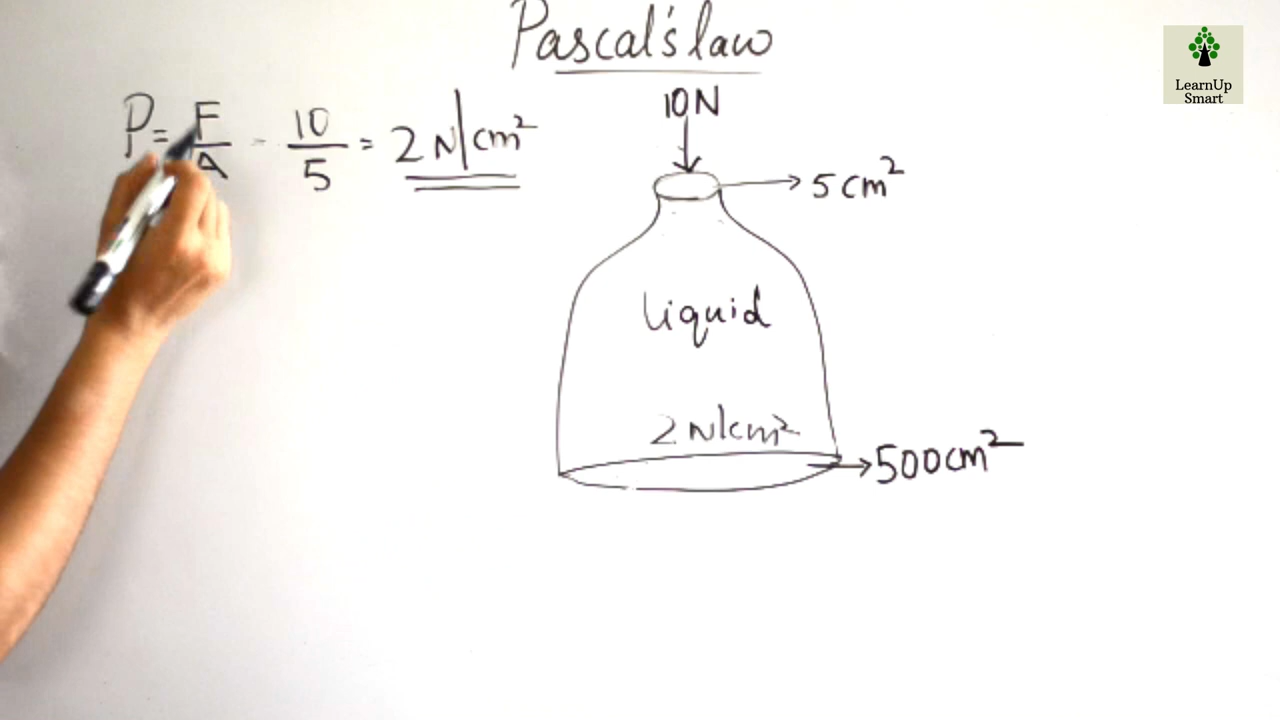 Pascal's law
P = F/A = 10/5 = 2 N/cm²
10N
5 cm²
liquid
2 N/cm²
500cm²
LearnUp
Smart